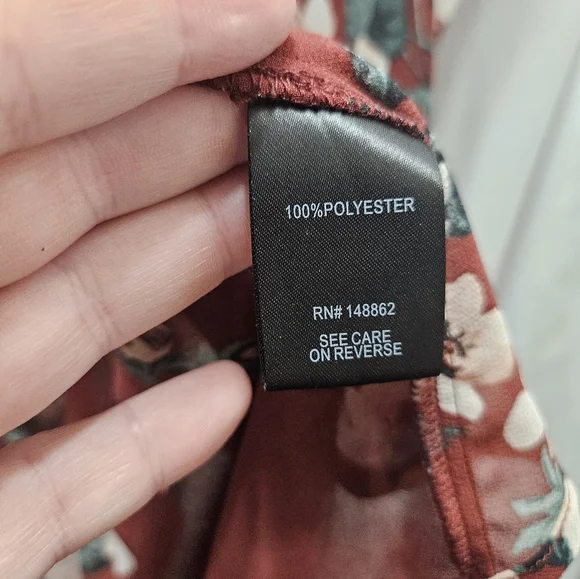 100%POLYESTER
RN# 148862
SEE CARE
ON REVERSE